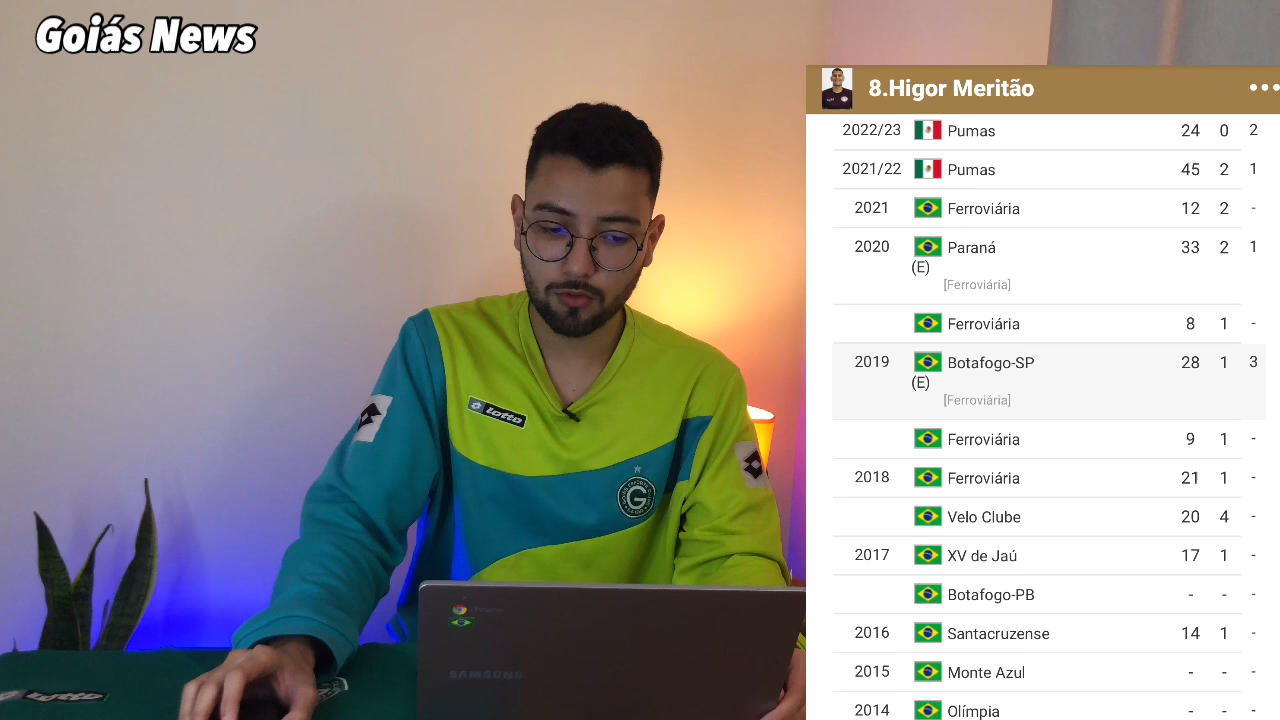 Goiás News
8.Higor Meritão
2022/23 Pumas 24 0 2
2021/22 Pumas 45 2 1
2021 Ferroviária 12 2 -
2020 Paraná 33 2 1
(E)
[Ferroviária]
Ferroviária 8 1 -
2019 Botafogo-SP 28 1 3
(E)
[Ferroviária]
Ferroviária 9 1 -
2018 Ferroviária 21 1 -
Velo Clube 20 4 -
2017 XV de Jaú 17 1 -
Botafogo-PB - - -
2016 Santacruzense 14 1 -
2015 Monte Azul - - -
2014 Olímpia - - -
lotto
G
SAMSUNG
lotto